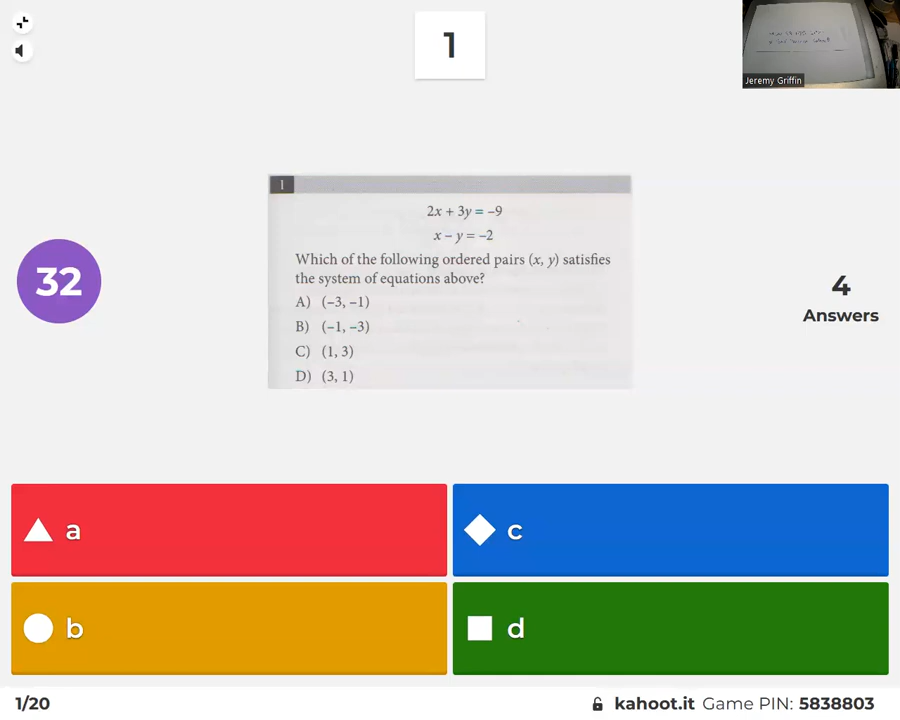 1
Jeremy Griffin
1
2x + 3y = –9
x – y = –2
Which of the following ordered pairs (x, y) satisfies
the system of equations above?
A) (–3, –1)
B) (–1, –3)
C) (1, 3)
D) (3, 1)
32
4
Answers
a
c
b
d
1/20
kahoot.it Game PIN: 5838803